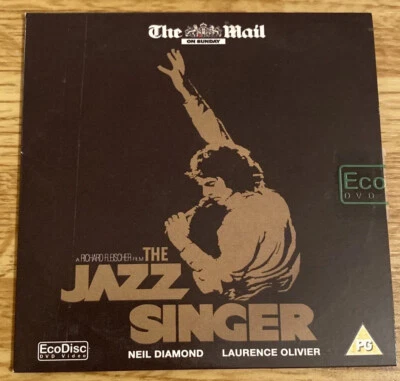 The Mail
ON SUNDAY
Eco
DVD
A RICHARD FLEISCHER FILM
THE
JAZZ
SINGER
EcoDisc
DVD Video
NEIL DIAMOND LAURENCE OLIVIER
PG